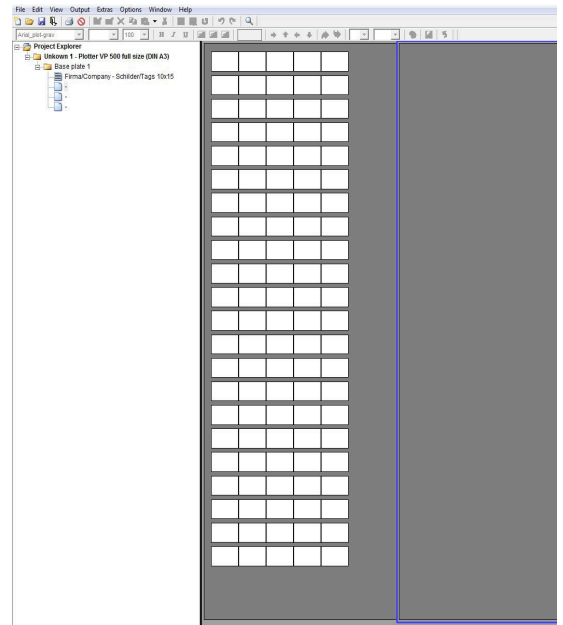 File Edit View Output Extras Options Window Help
Arial_plot-grav 100 B I U
Project Explorer
Unkown 1 - Plotter VP 500 full size (DIN A3)
Base plate 1
Firma/Company - Schilder/Tags 10x15
-
-
-